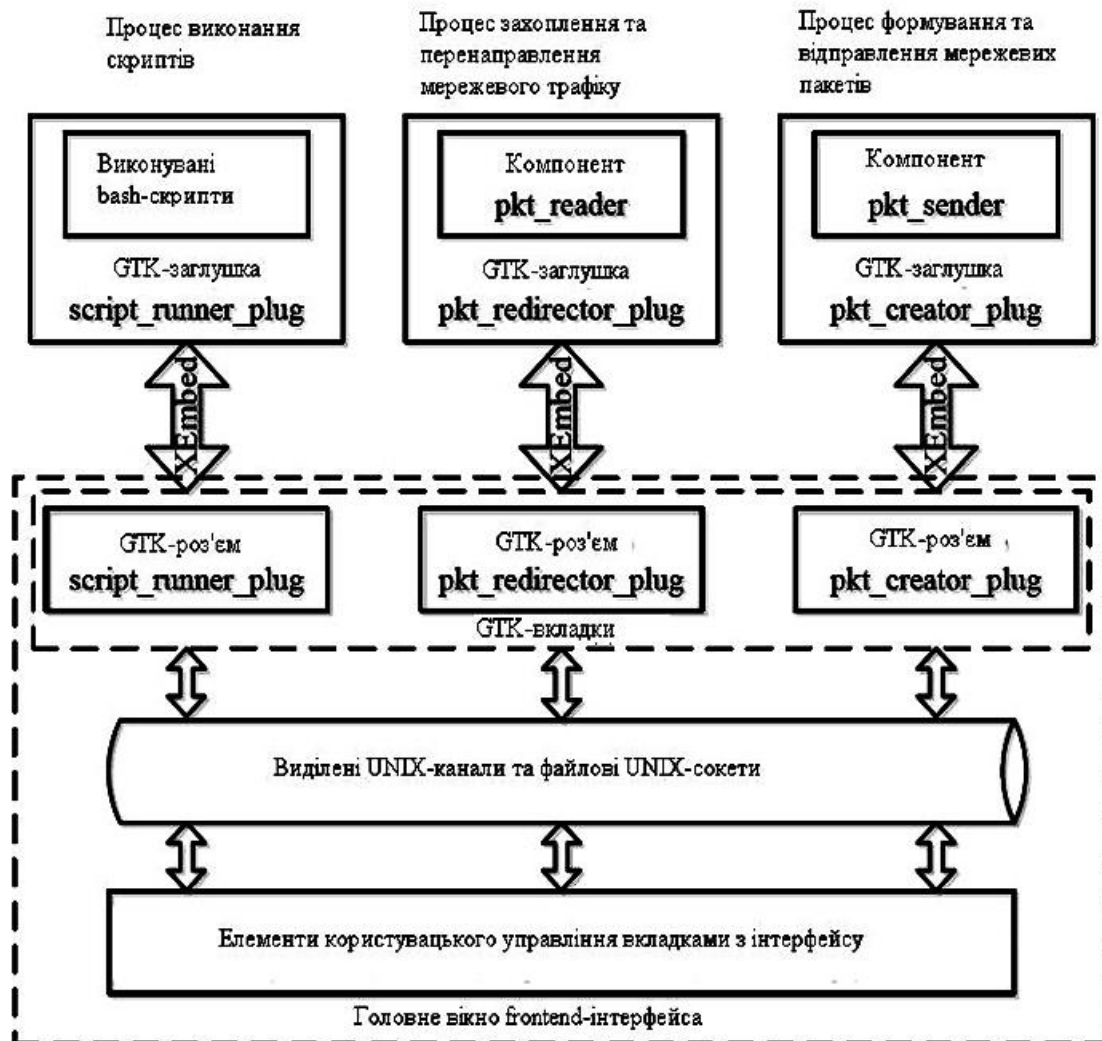 Процес виконання
скриптів
Процес захоплення та
перенаправлення
мережевого трафіку
Процес формування та
відправлення мережевих
пакетів
Виконувані
bash-скрипти
GTK-заглушка
script_runner_plug
Компонент
pkt_reader
GTK-заглушка
pkt_redirector_plug
Компонент
pkt_sender
GTK-заглушка
pkt_creator_plug
XEmbed
XEmbed
XEmbed
GTK-роз'єм
script_runner_plug
GTK-роз'єм
pkt_redirector_plug
GTK-роз'єм
pkt_creator_plug
GTK-вкладки
Виділені UNIX-канали та файлові UNIX-сокети
Елементи користувацького управління вкладками з інтерфейсу
Головне вікно frontend-інтерфейса